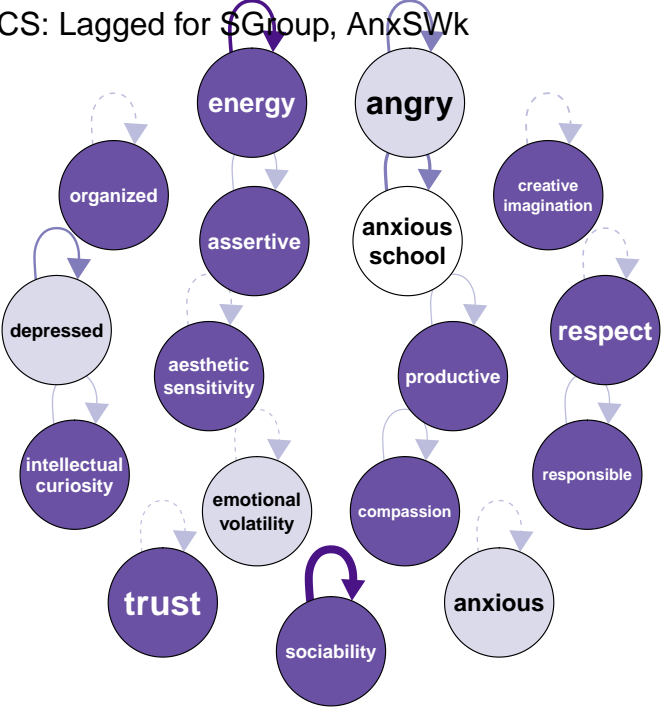 CS: Lagged for SGroup, AnxSWk
energy
angry
organized
creative
imagination
assertive
anxious
school
depressed
respect
aesthetic
sensitivity
productive
intellectual
curiosity
responsible
emotional
volatility
compassion
trust
anxious
sociability